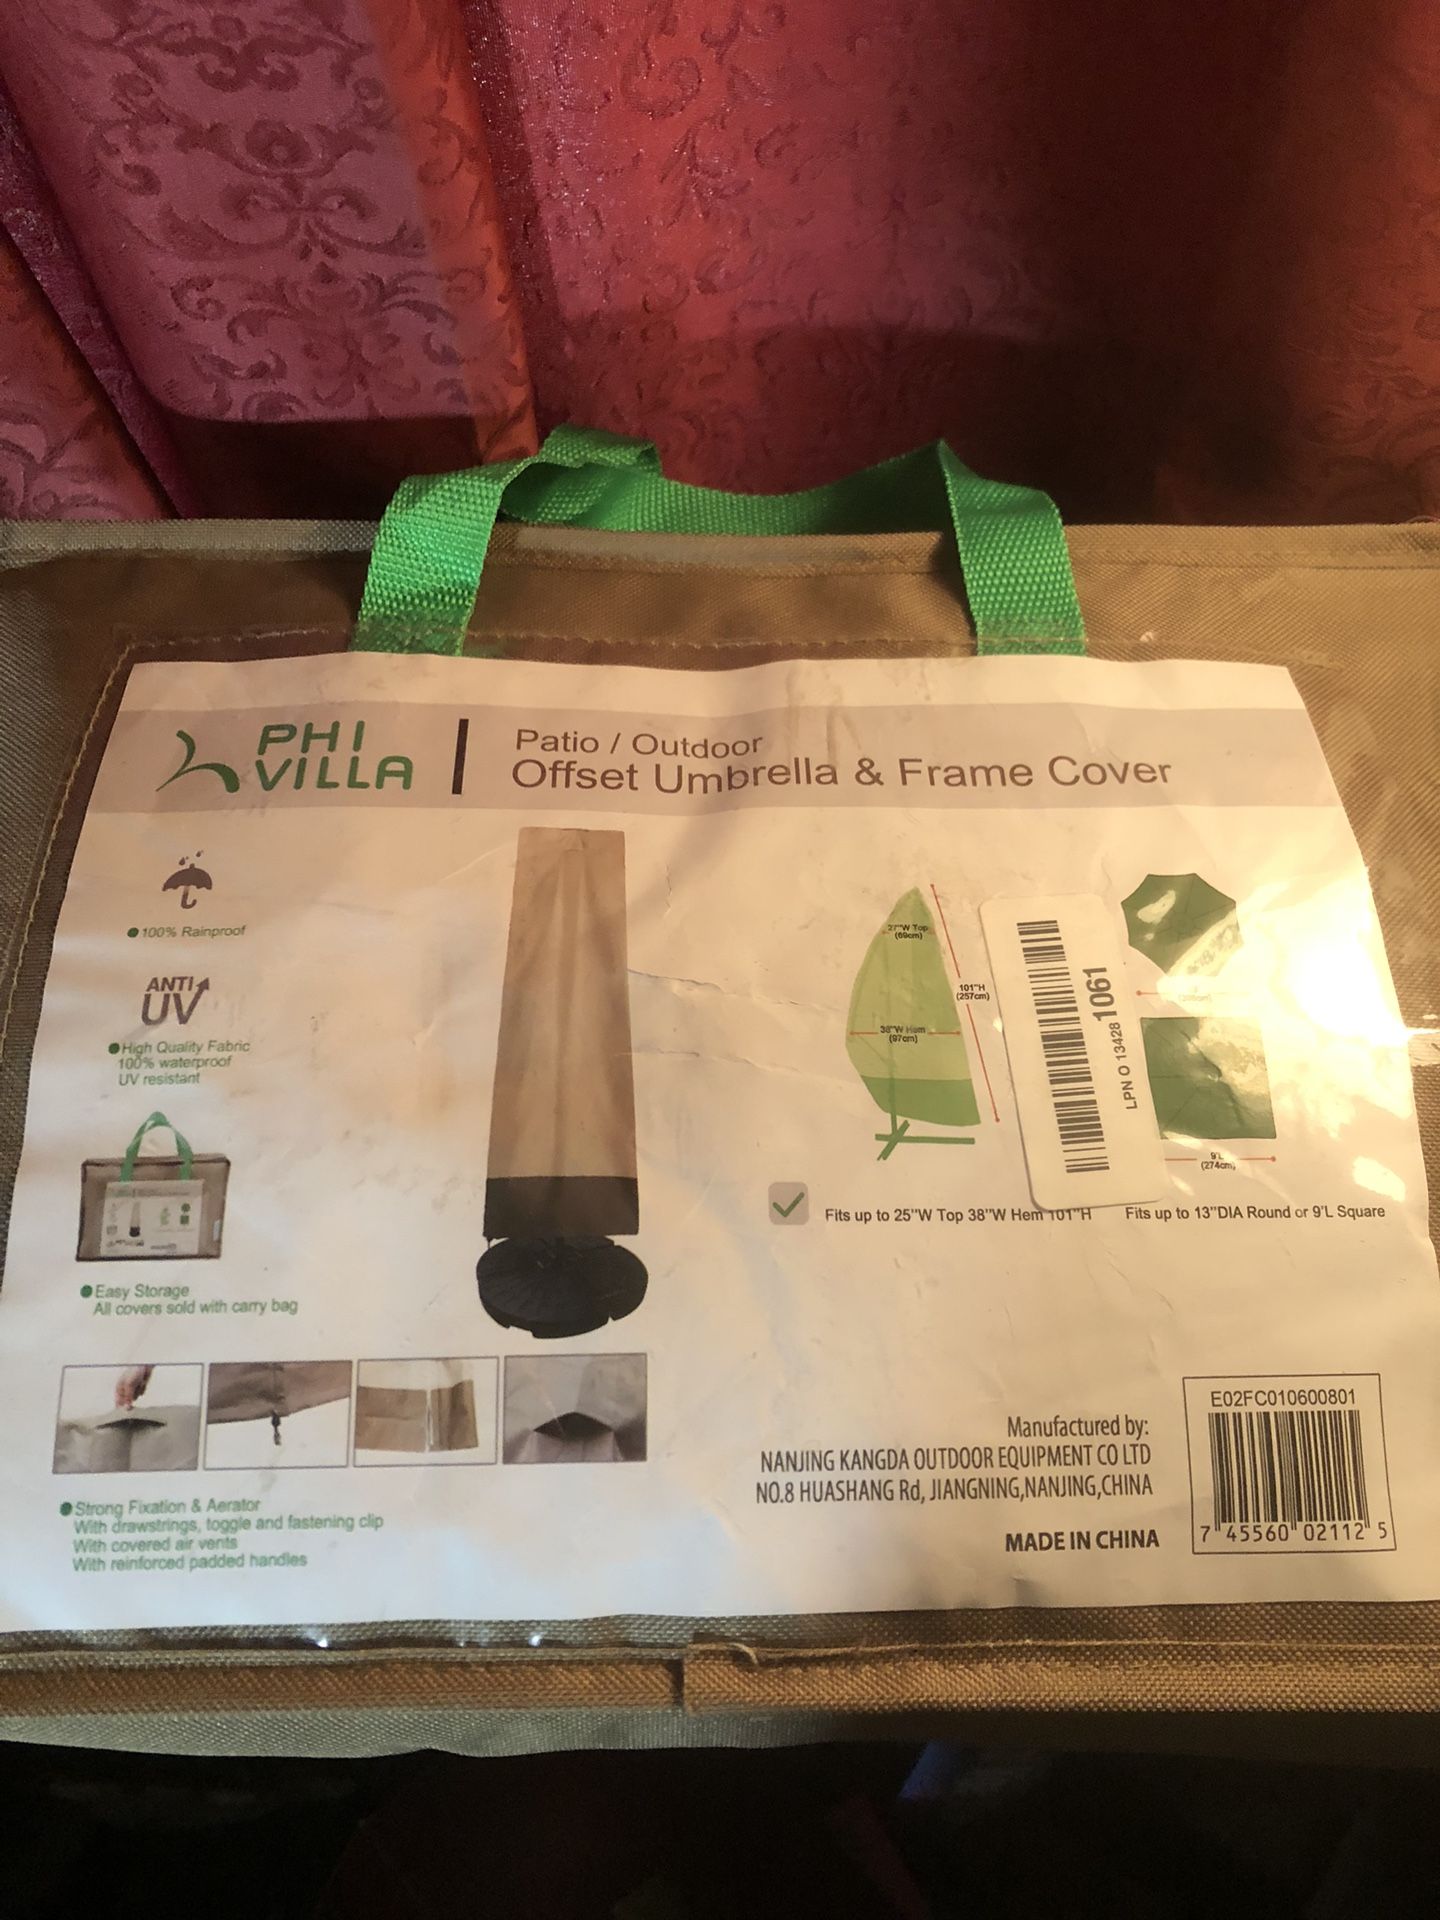 PHI
VILLA
Patio / Outdoor
Offset Umbrella & Frame Cover
100% Rainproof
ANTI
UV
High Quality Fabric
100% waterproof
UV resistant
Easy Storage
All covers sold with carry bag
Strong Fixation & Aerator
With drawstrings, toggle and fastening clip
With covered air vents
With reinforced padded handles
27"W Top
(69cm)
101"H
(257cm)
38"W Hem
(97cm)
LPN O 134281061
9'L
(274cm)
Fits up to 25"W Top 38"W Hem 101"H
Fits up to 13"DIA Round or 9'L Square
Manufactured by:
NANJING KANGDA OUTDOOR EQUIPMENT CO LTD
NO.8 HUASHANG Rd, JIANGNING,NANJING,CHINA
MADE IN CHINA
E02FC010600801
7 45560 02112 5